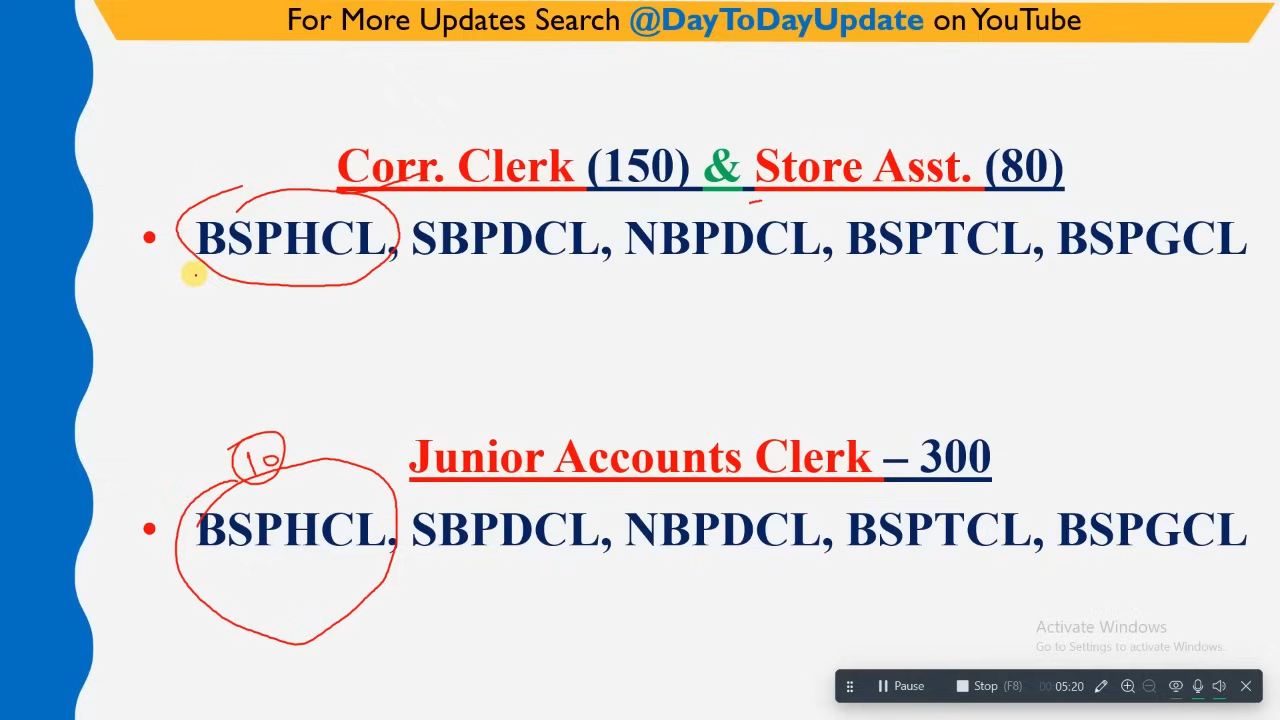 For More Updates Search @DayToDayUpdate on YouTube
Corr. Clerk (150) & Store Asst. (80)
• BSPHCL, SBPDCL, NBPDCL, BSPTCL, BSPGCL
10
Junior Accounts Clerk – 300
• BSPHCL, SBPDCL, NBPDCL, BSPTCL, BSPGCL
Activate Windows
Go to Settings to activate Windows.
Pause Stop (F8) 00:05:20